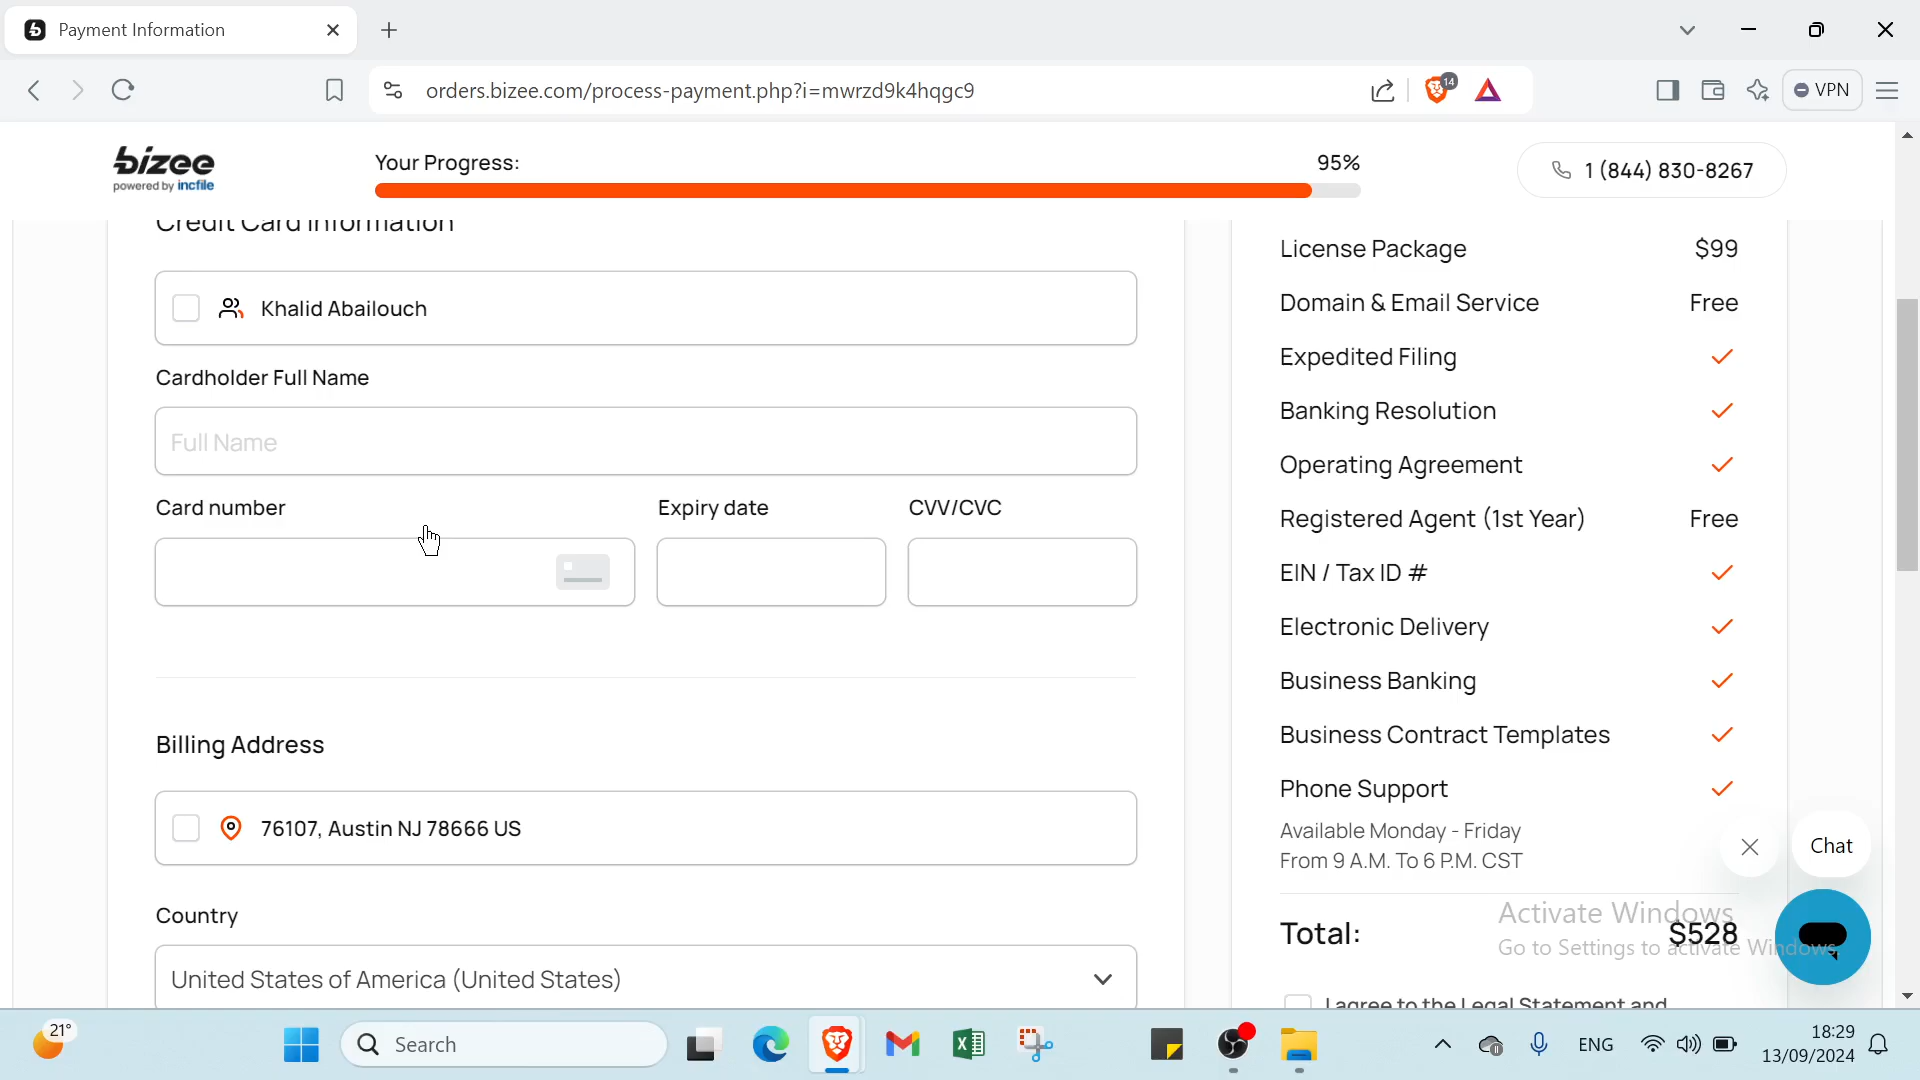 Payment Information
orders.bizee.com/process-payment.php?i=mwrzd9k4hqgc9
14
VPN
bizee
powered by incfile
Your Progress:
95%
1 (844) 830-8267
Credit Card Information
Khalid Abailouch
Cardholder Full Name
Full Name
Card number
Expiry date
CVV/CVC
Billing Address
76107, Austin NJ 78666 US
Country
United States of America (United States)
License Package $99
Domain & Email Service Free
Expedited Filing
Banking Resolution
Operating Agreement
Registered Agent (1st Year) Free
EIN / Tax ID #
Electronic Delivery
Business Banking
Business Contract Templates
Phone Support
Available Monday - Friday
From 9 A.M. To 6 P.M. CST
Total: $528
I agree to the Legal Statement and
Chat
Activate Windows
Go to Settings to activate Windows.
21°
Search
ENG
18:29
13/09/2024